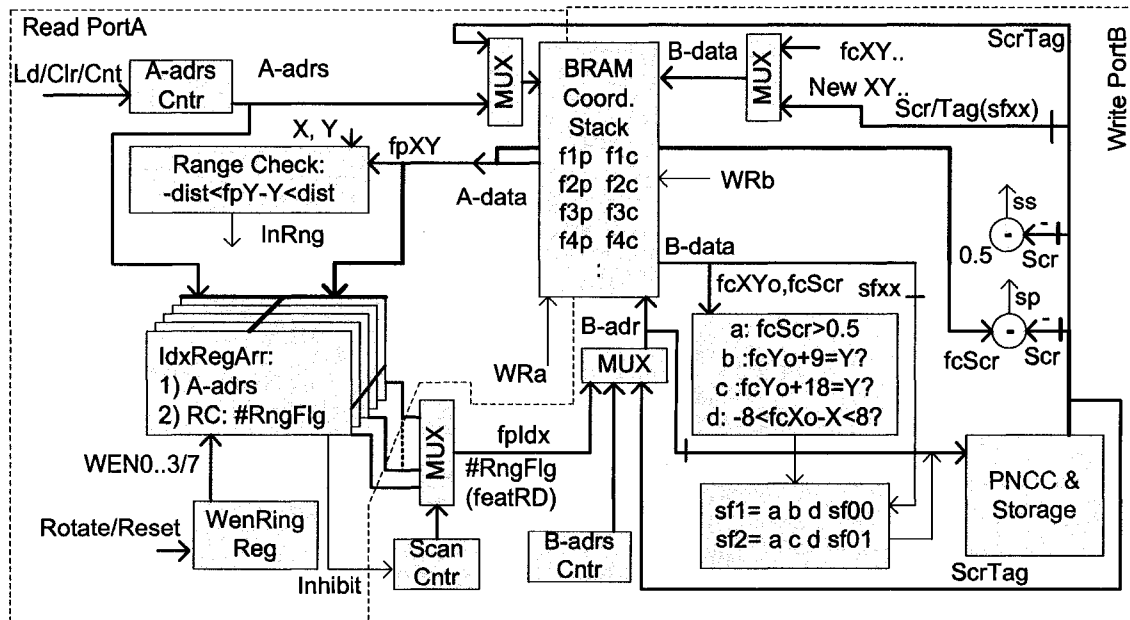 Read PortA
Write PortB
Ld/Clr/Cnt
A-adrs
Cntr
A-adrs
MUX
BRAM
Coord.
Stack
f1p f1c
f2p f2c
f3p f3c
f4p f4c
:
B-data
MUX
fcXY..
New XY..
ScrTag
Scr/Tag(sfxx)
X, Y
fpXY
Range Check:
-dist<fpY-Y<dist
InRng
A-data
WRb
B-data
ss
-
-
0.5
Scr
sp
-
-
fcScr
Scr
fcXYo,fcScr
sfxx
a: fcScr>0.5
b :fcYo+9=Y?
c :fcYo+18=Y?
d: -8<fcXo-X<8?
IdxRegArr:
1) A-adrs
2) RC: #RngFlg
WRa
B-adr
MUX
MUX
fpIdx
#RngFlg
(featRD)
WEN0..3/7
Rotate/Reset
WenRing
Reg
Inhibit
Scan
Cntr
B-adrs
Cntr
sf1= a b d sf00
sf2= a c d sf01
PNCC &
Storage
ScrTag